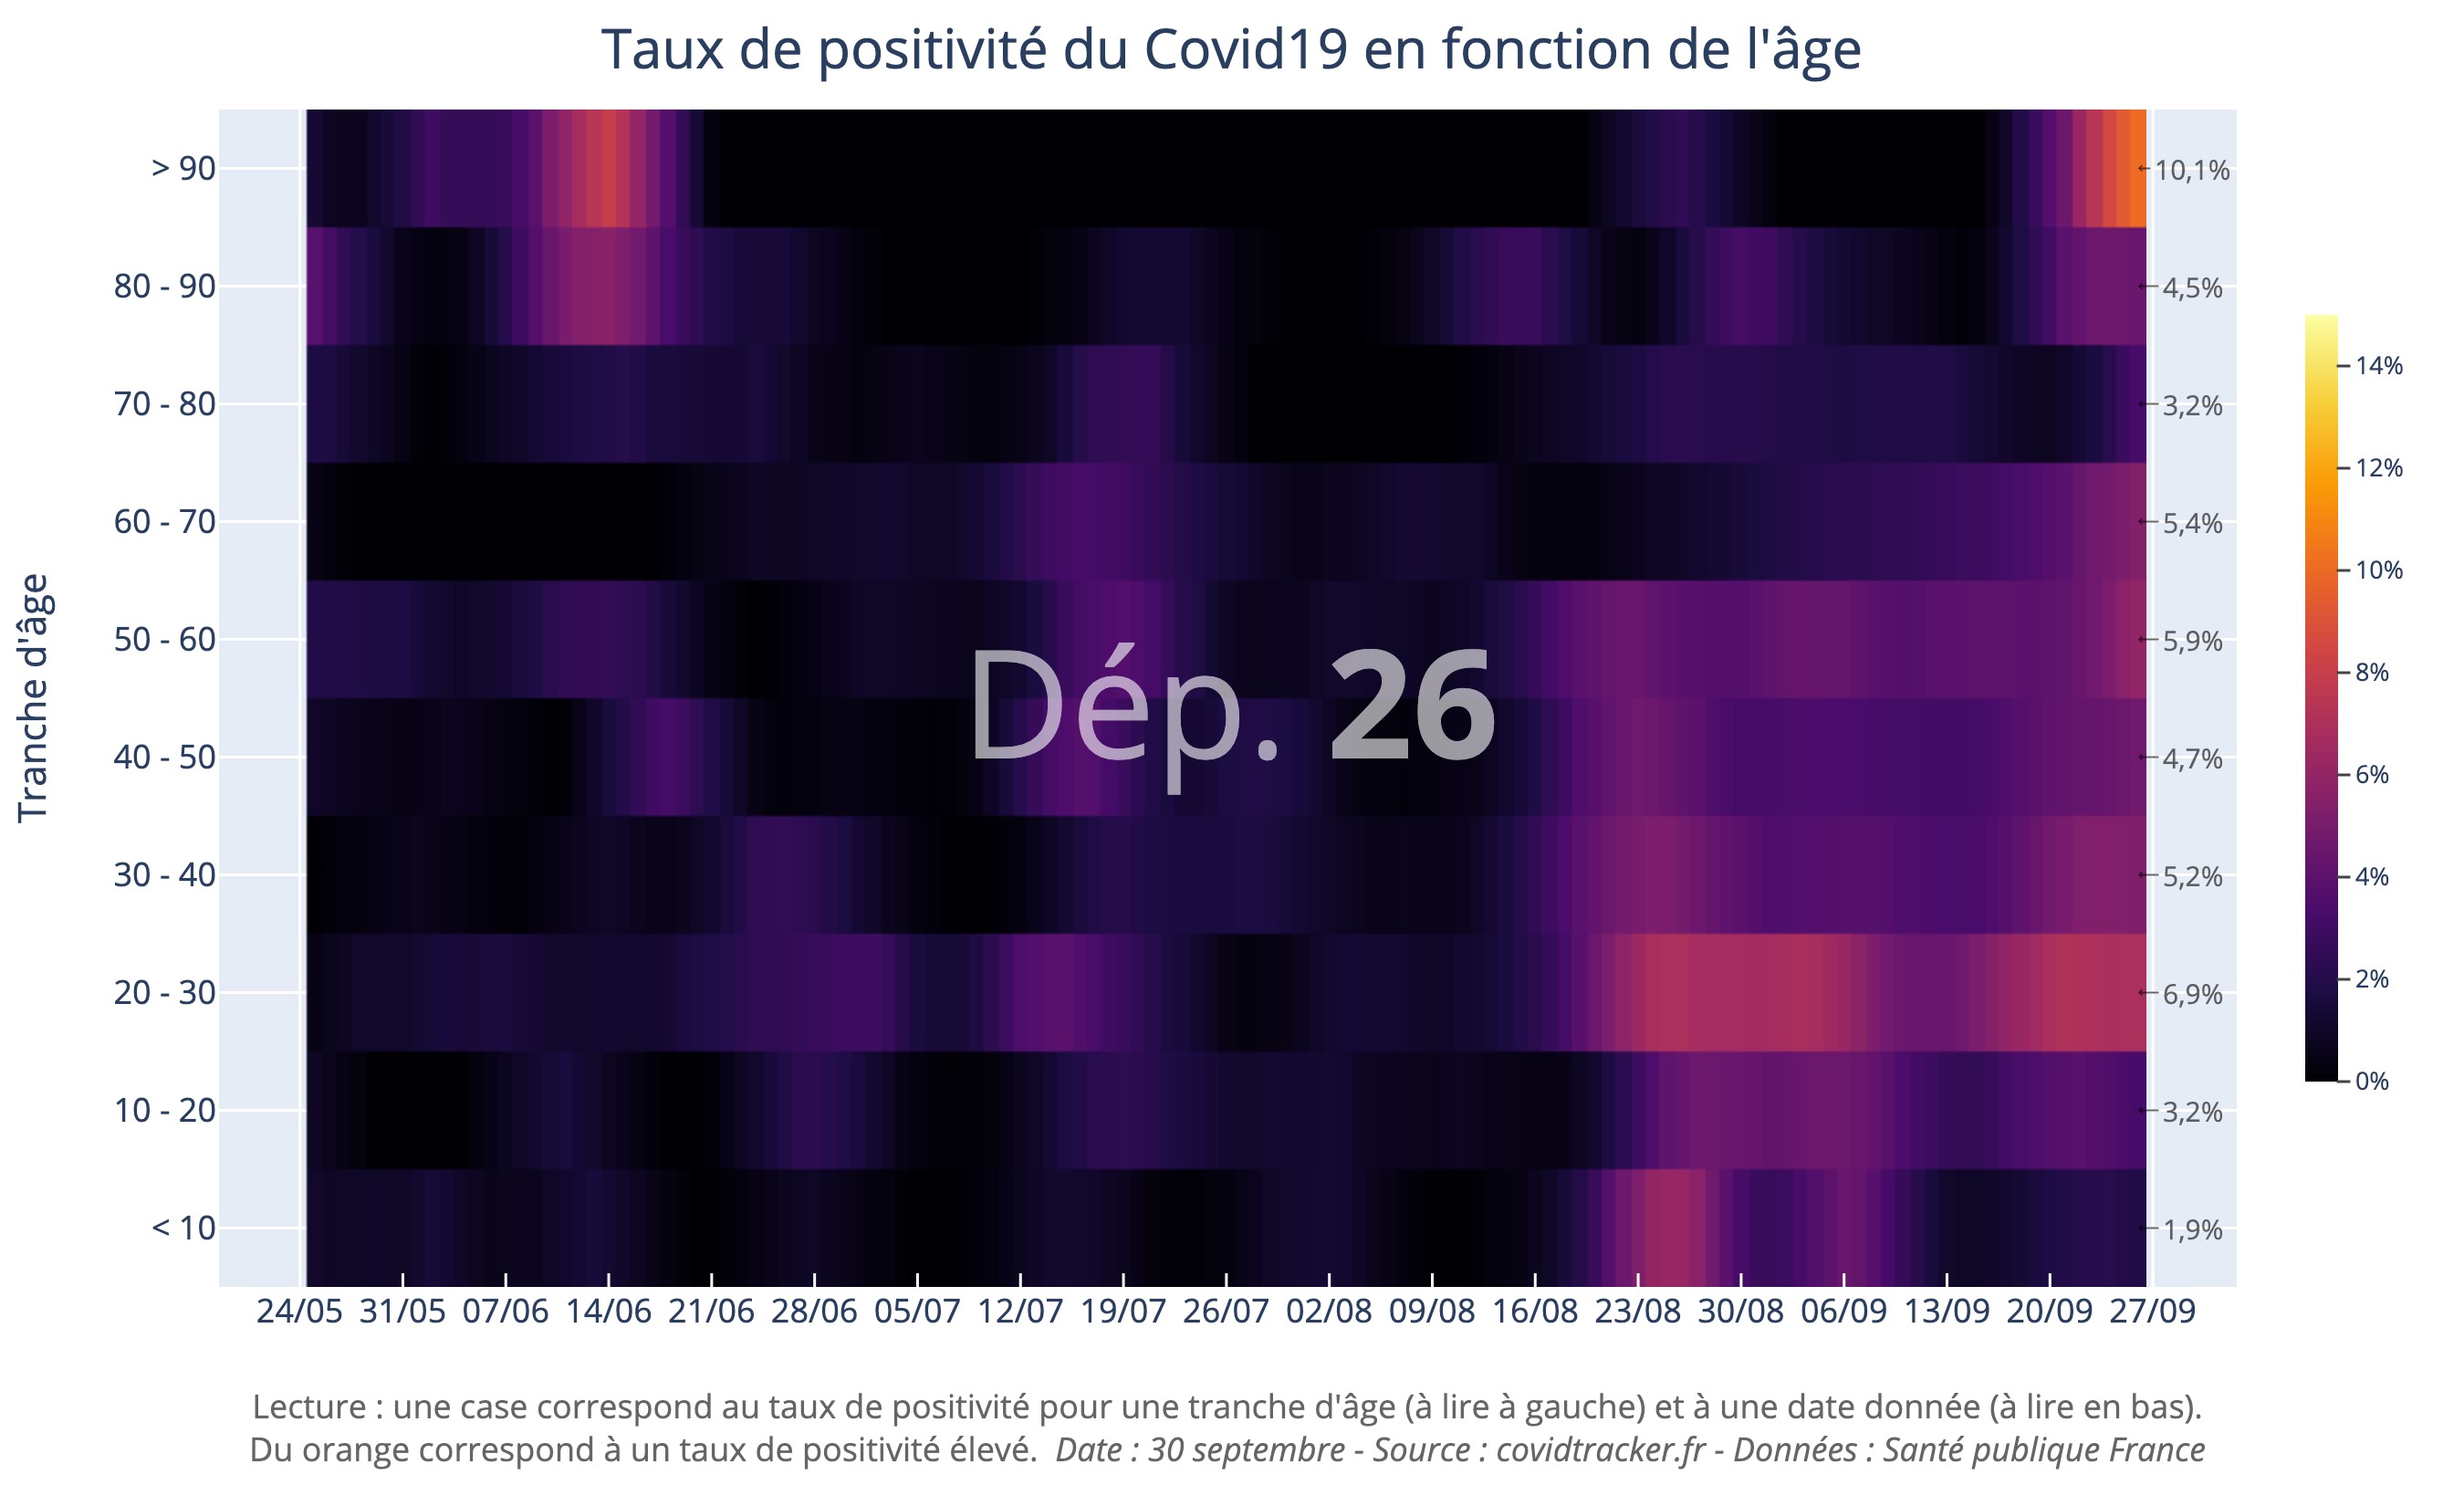 Taux de positivité du Covid19 en fonction de l'âge
Tranche d'âge
> 90
80 - 90
70 - 80
60 - 70
50 - 60
40 - 50
30 - 40
20 - 30
10 - 20
< 10
Dép. 26
10,1%
4,5%
3,2%
5,4%
5,9%
4,7%
5,2%
6,9%
3,2%
1,9%
14%
12%
10%
8%
6%
4%
2%
0%
24/05 31/05 07/06 14/06 21/06 28/06 05/07 12/07 19/07 26/07 02/08 09/08 16/08 23/08 30/08 06/09 13/09 20/09 27/09
Lecture : une case correspond au taux de positivité pour une tranche d'âge (à lire à gauche) et à une date donnée (à lire en bas).
Du orange correspond à un taux de positivité élevé. Date : 30 septembre - Source : covidtracker.fr - Données : Santé publique France